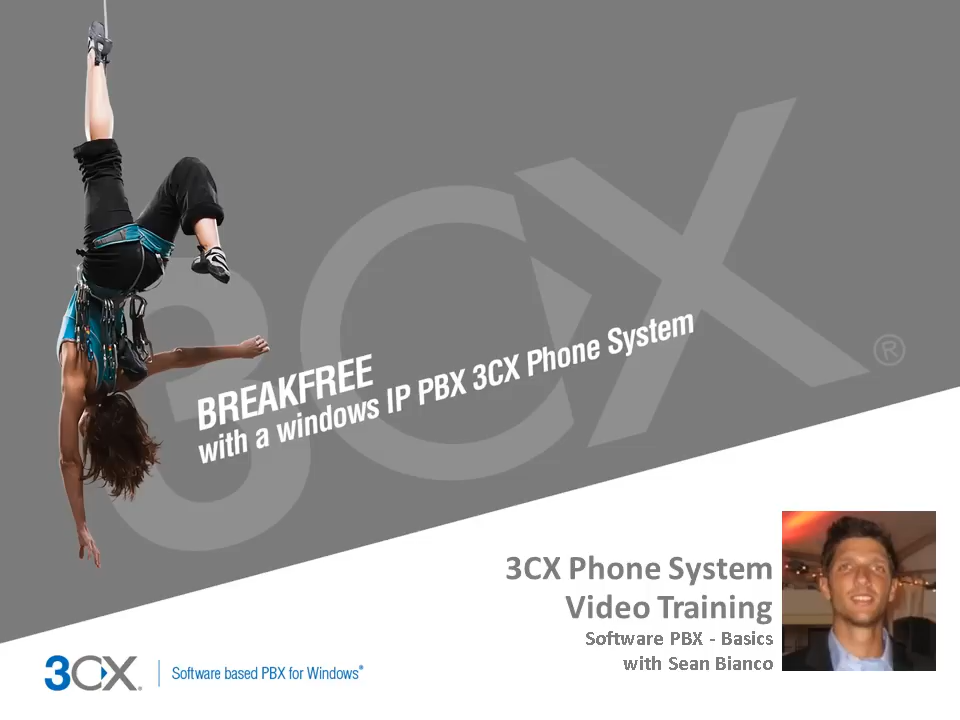 3CX®
BREAKFREE
with a windows IP PBX 3CX Phone System
3CX Phone System
Video Training
Software PBX - Basics
with Sean Bianco
3CX® Software based PBX for Windows®